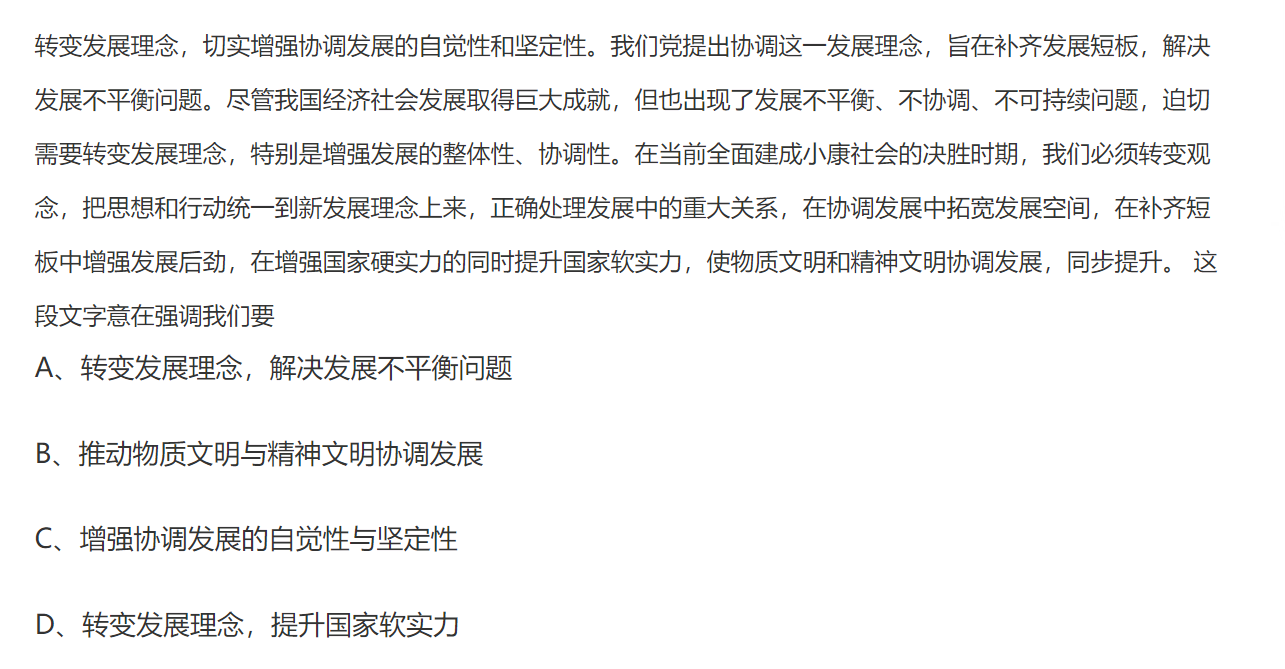 转变发展理念，切实增强协调发展的自觉性和坚定性。我们党提出协调这一发展理念，旨在补齐发展短板，解决
发展不平衡问题。尽管我国经济社会发展取得巨大成就，但也出现了发展不平衡、不协调、不可持续问题，迫切
需要转变发展理念，特别是增强发展的整体性、协调性。在当前全面建成小康社会的决胜时期，我们必须转变观
念，把思想和行动统一到新发展理念上来，正确处理发展中的重大关系，在协调发展中拓宽发展空间，在补齐短
板中增强发展后劲，在增强国家硬实力的同时提升国家软实力，使物质文明和精神文明协调发展，同步提升。 这
段文字意在强调我们要
A、转变发展理念，解决发展不平衡问题
B、推动物质文明与精神文明协调发展
C、增强协调发展的自觉性与坚定性
D、转变发展理念，提升国家软实力